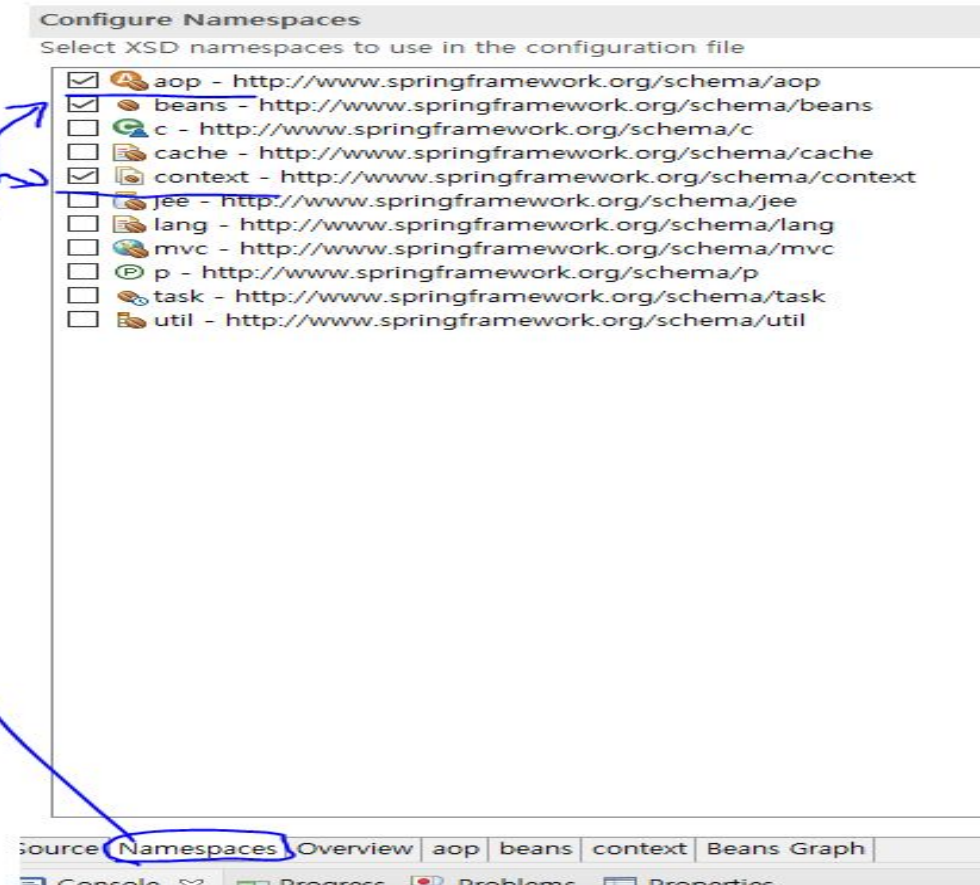 Configure Namespaces
Select XSD namespaces to use in the configuration file
aop - http://www.springframework.org/schema/aop
beans - http://www.springframework.org/schema/beans
c - http://www.springframework.org/schema/c
cache - http://www.springframework.org/schema/cache
context - http://www.springframework.org/schema/context
jee - http://www.springframework.org/schema/jee
lang - http://www.springframework.org/schema/lang
mvc - http://www.springframework.org/schema/mvc
p - http://www.springframework.org/schema/p
task - http://www.springframework.org/schema/task
util - http://www.springframework.org/schema/util
Source Namespaces Overview aop beans context Beans Graph
Console Progress Problems Properties